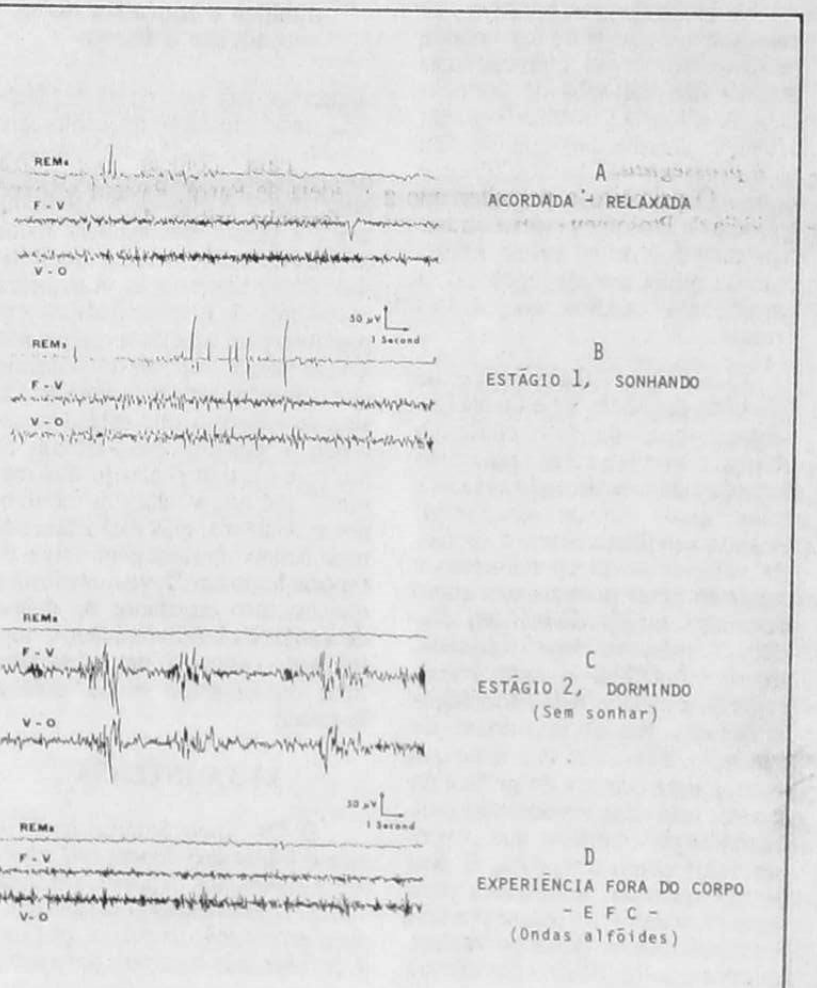 REMs
F - V
V - O
A
ACORDADA - RELAXADA
50 µV
1 Second
REMs
F - V
V - O
B
ESTÁGIO 1, SONHANDO
REMs
F - V
V - O
C
ESTÁGIO 2, DORMINDO
(Sem sonhar)
50 µV
1 Second
REMs
F - V
V - O
D
EXPERIÊNCIA FORA DO CORPO
- E F C -
(Ondas alfóides)